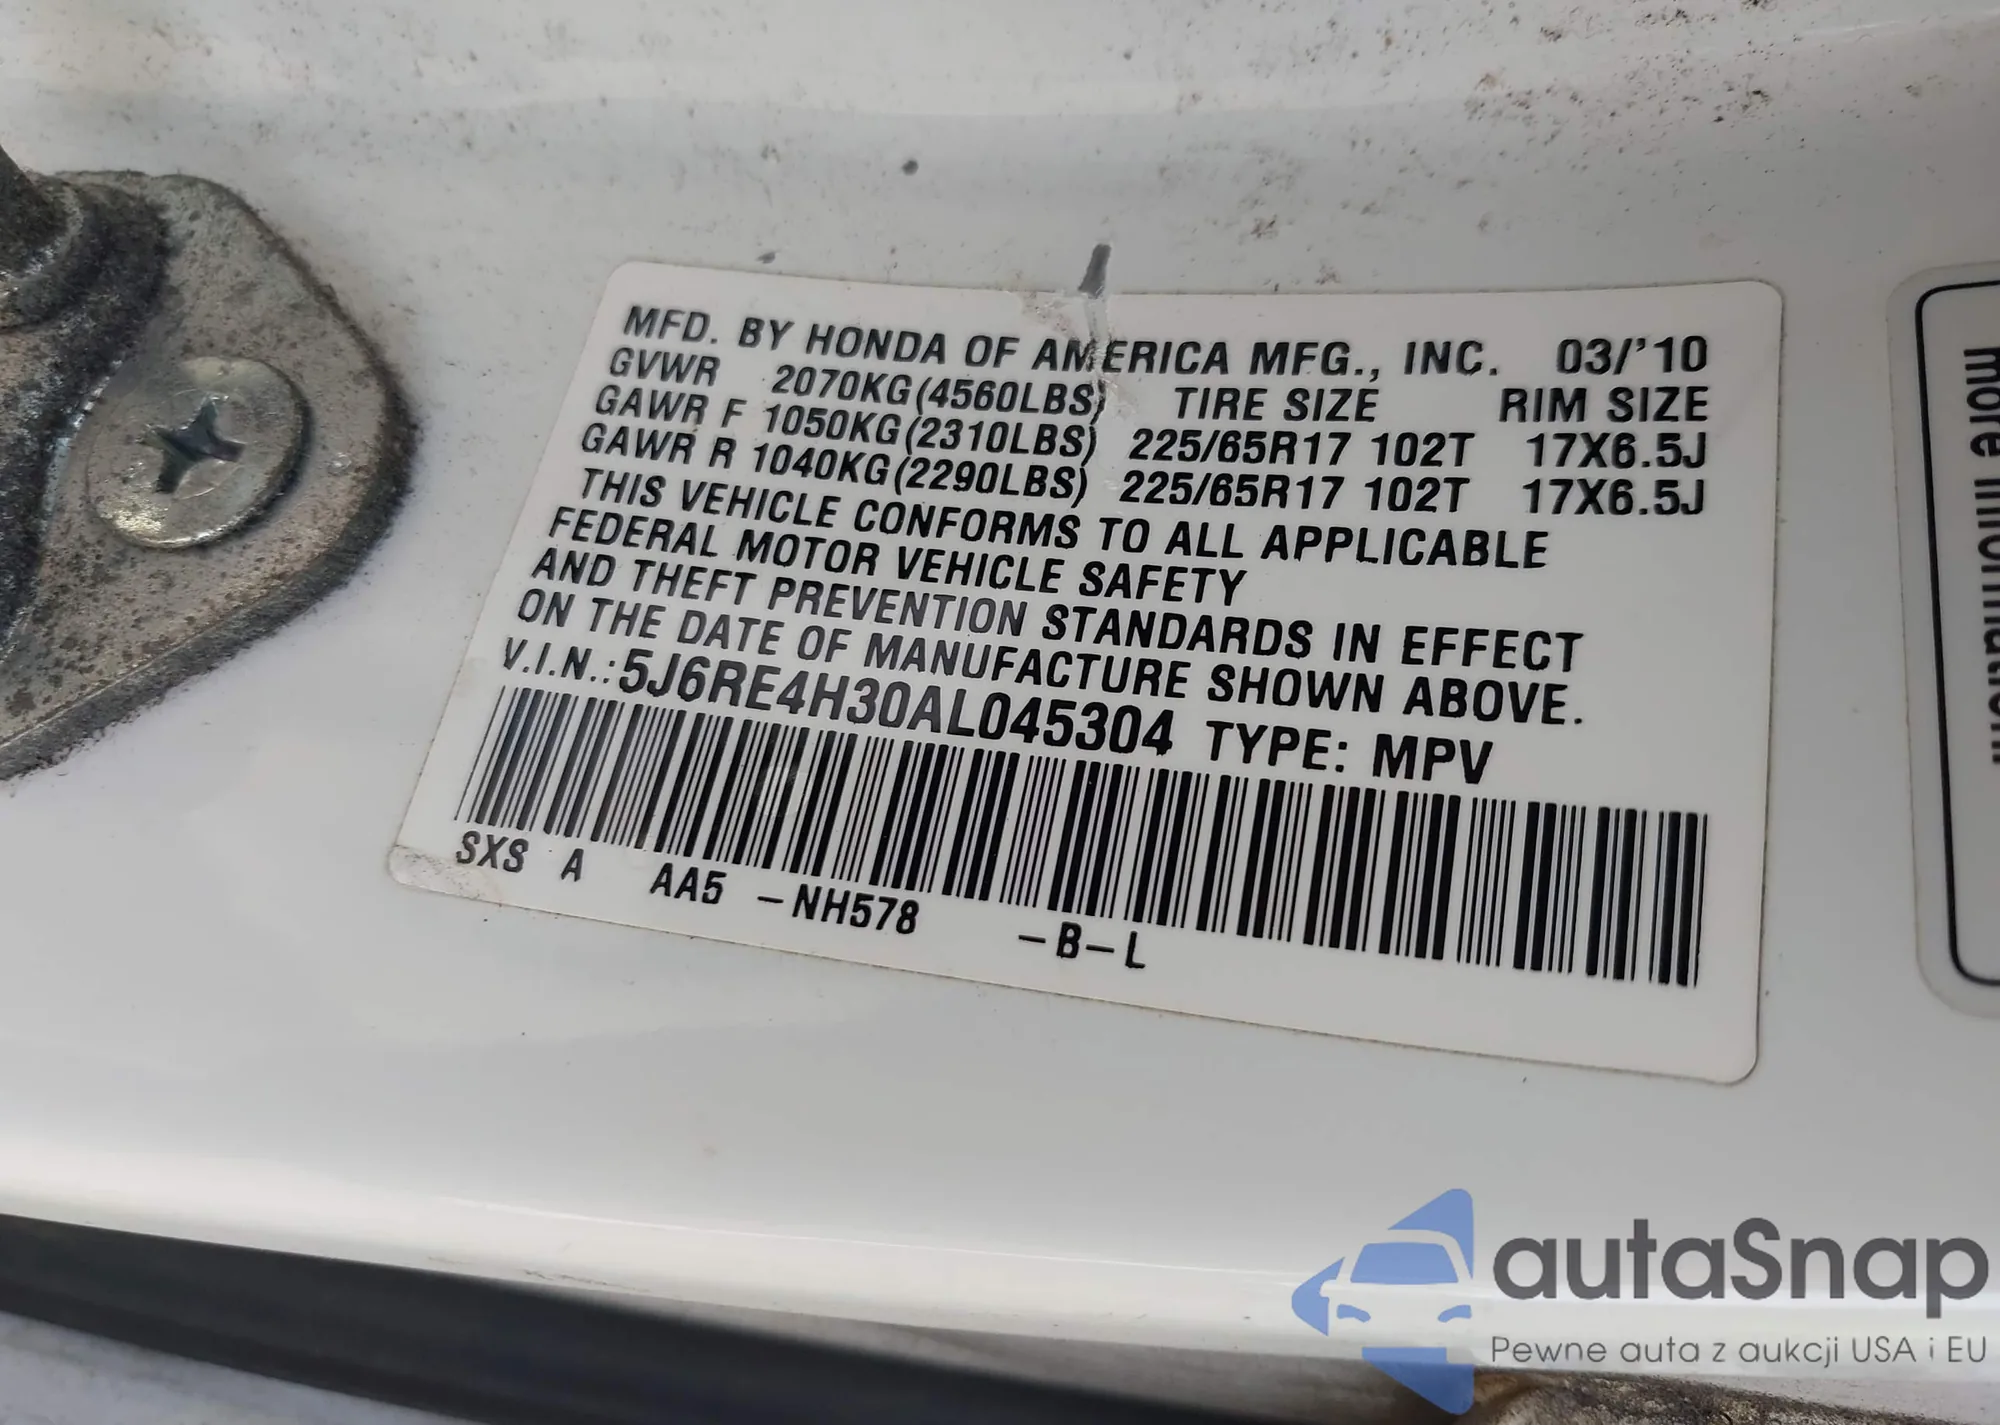 MFD. BY HONDA OF AMERICA MFG., INC. 03/'10
GVWR 2070KG(4560LBS) TIRE SIZE RIM SIZE
GAWR F 1050KG(2310LBS) 225/65R17 102T 17X6.5J
GAWR R 1040KG(2290LBS) 225/65R17 102T 17X6.5J
THIS VEHICLE CONFORMS TO ALL APPLICABLE
FEDERAL MOTOR VEHICLE SAFETY
AND THEFT PREVENTION STANDARDS IN EFFECT
ON THE DATE OF MANUFACTURE SHOWN ABOVE.
V.I.N.: 5J6RE4H30AL045304 TYPE: MPV
SXS A AA5 -NH578 -B-L
more information.
autaSnap
Pewne auta z aukcji USA i EU